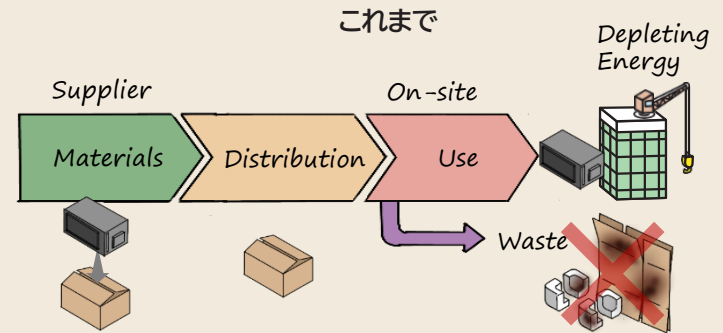 これまで
Depleting
Energy
Supplier
On-site
Materials
Distribution
Use
Waste